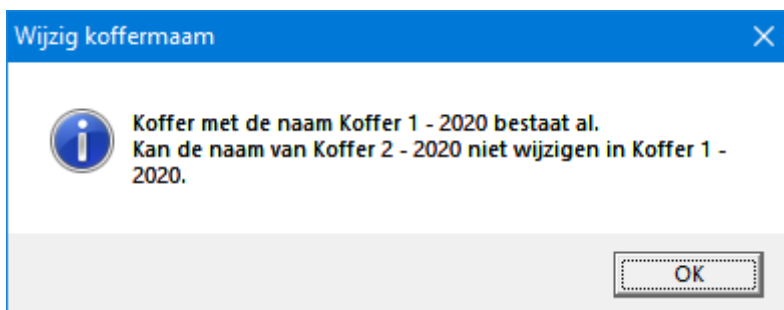 Wijzig koffermaam
Koffer met de naam Koffer 1 - 2020 bestaat al.
Kan de naam van Koffer 2 - 2020 niet wijzigen in Koffer 1 -
2020.
OK